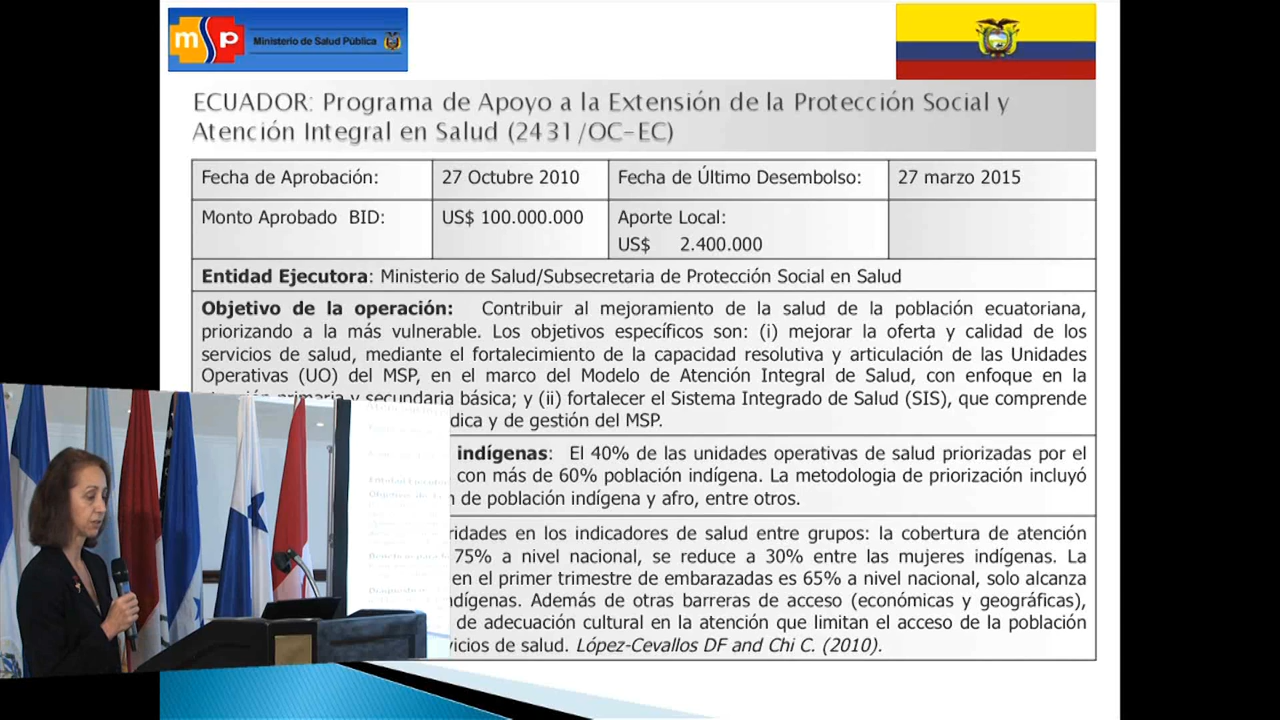 msp Ministerio de Salud Pública
ECUADOR: Programa de Apoyo a la Extensión de la Protección Social y
Atención Integral en Salud (2431/OC-EC)
Fecha de Aprobación: 27 Octubre 2010 Fecha de Último Desembolso: 27 marzo 2015
Monto Aprobado BID: US$ 100.000.000 Aporte Local:
US$ 2.400.000
Entidad Ejecutora: Ministerio de Salud/Subsecretaria de Protección Social en Salud
Objetivo de la operación: Contribuir al mejoramiento de la salud de la población ecuatoriana,
priorizando a la más vulnerable. Los objetivos específicos son: (i) mejorar la oferta y calidad de los
servicios de salud, mediante el fortalecimiento de la capacidad resolutiva y articulación de las Unidades
Operativas (UO) del MSP, en el marco del Modelo de Atención Integral de Salud, con enfoque en la
primaria y secundaria básica; y (ii) fortalecer el Sistema Integrado de Salud (SIS), que comprende
dica y de gestión del MSP.
indígenas: El 40% de las unidades operativas de salud priorizadas por el
con más de 60% población indígena. La metodologia de priorización incluyó
de población indígena y afro, entre otros.
ridades en los indicadores de salud entre grupos: la cobertura de atención
75% a nivel nacional, se reduce a 30% entre las mujeres indígenas. La
en el primer trimestre de embarazadas es 65% a nivel nacional, solo alcanza
ndígenas. Además de otras barreras de acceso (económicas y geográficas),
de adecuación cultural en la atención que limitan el acceso de la población
vicios de salud. López-Cevallos DF and Chi C. (2010).